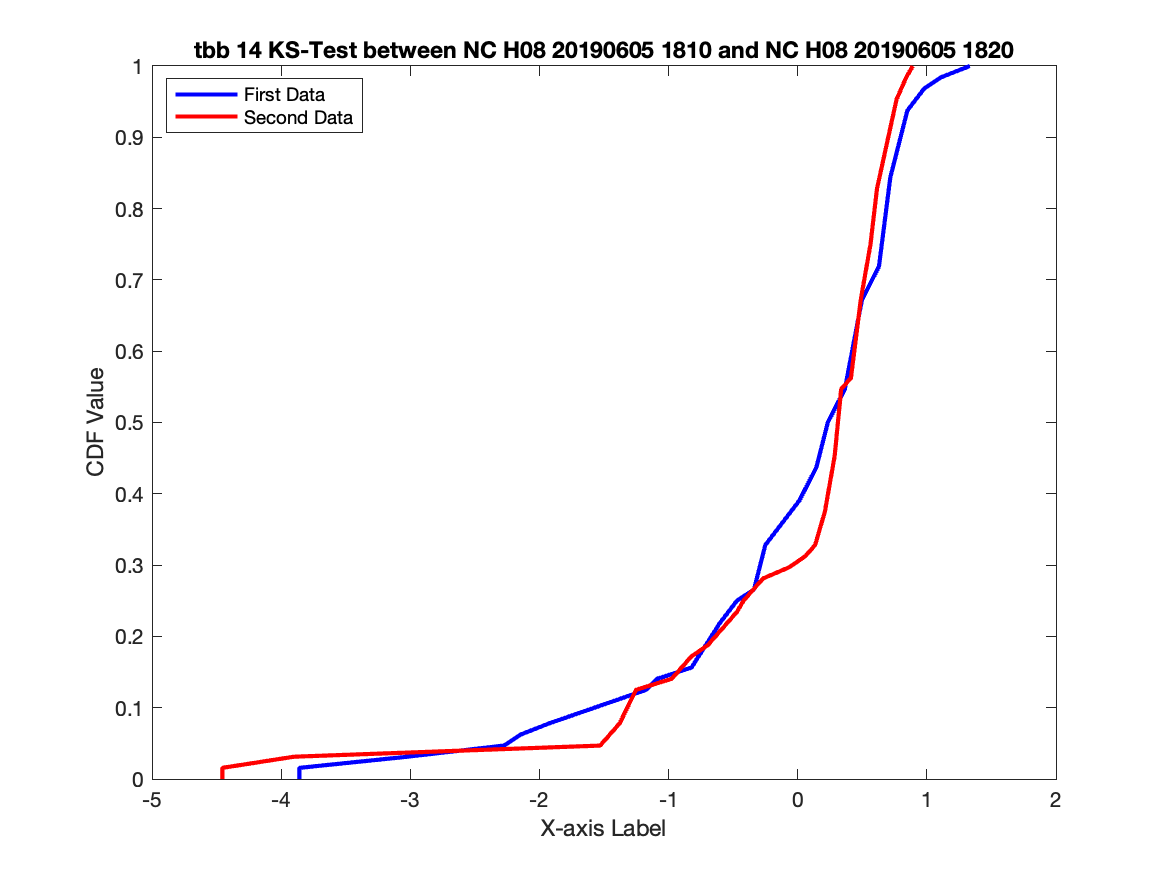 tbb 14 KS-Test between NC H08 20190605 1810 and NC H08 20190605 1820
First Data
Second Data
1
0.9
0.8
0.7
0.6
0.5
0.4
0.3
0.2
0.1
0
CDF Value
-5 -4 -3 -2 -1 0 1 2
X-axis Label